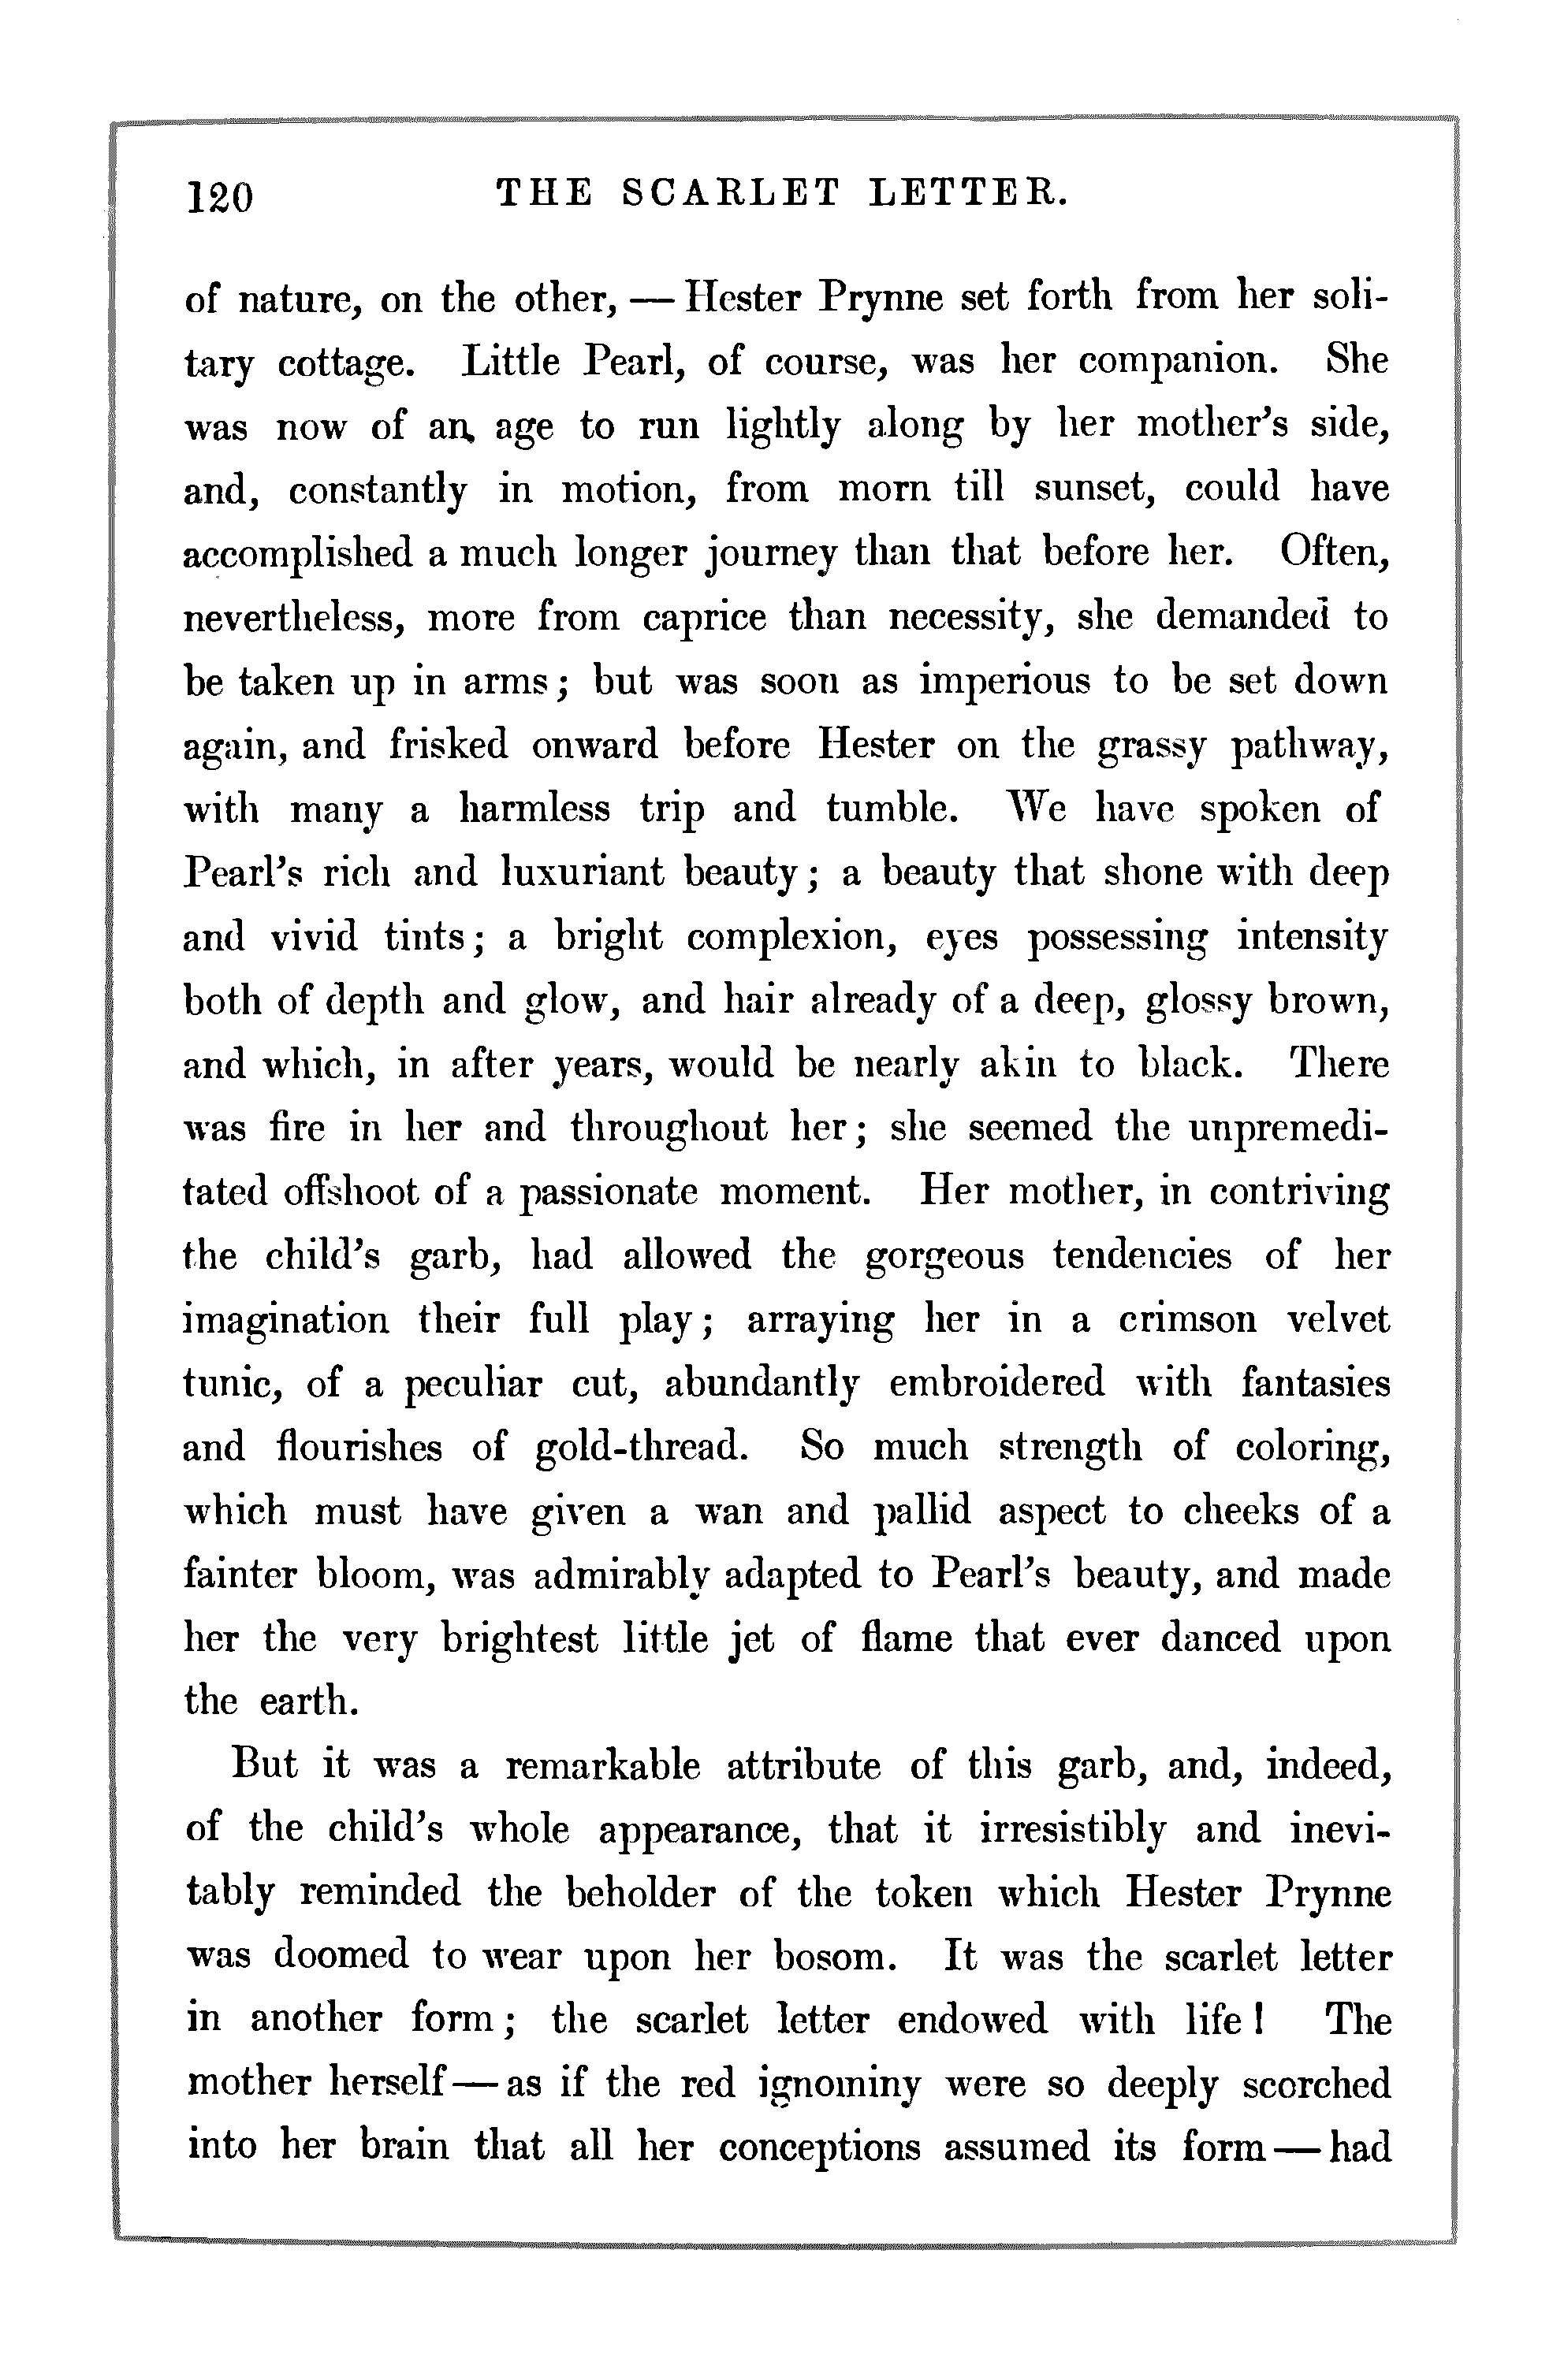 120 THE SCARLET LETTER.
of nature, on the other, — Hester Prynne set forth from her soli-
tary cottage. Little Pearl, of course, was her companion. She
was now of an age to run lightly along by her mother's side,
and, constantly in motion, from morn till sunset, could have
accomplished a much longer journey than that before her. Often,
nevertheless, more from caprice than necessity, she demanded to
be taken up in arms; but was soon as imperious to be set down
again, and frisked onward before Hester on the grassy pathway,
with many a harmless trip and tumble. We have spoken of
Pearl's rich and luxuriant beauty; a beauty that shone with deep
and vivid tints; a bright complexion, eyes possessing intensity
both of depth and glow, and hair already of a deep, glossy brown,
and which, in after years, would be nearly akin to black. There
was fire in her and throughout her; she seemed the unpremedi-
tated offshoot of a passionate moment. Her mother, in contriving
the child's garb, had allowed the gorgeous tendencies of her
imagination their full play; arraying her in a crimson velvet
tunic, of a peculiar cut, abundantly embroidered with fantasies
and flourishes of gold-thread. So much strength of coloring,
which must have given a wan and pallid aspect to cheeks of a
fainter bloom, was admirably adapted to Pearl's beauty, and made
her the very brightest little jet of flame that ever danced upon
the earth.
But it was a remarkable attribute of this garb, and, indeed,
of the child's whole appearance, that it irresistibly and inevi-
tably reminded the beholder of the token which Hester Prynne
was doomed to wear upon her bosom. It was the scarlet letter
in another form; the scarlet letter endowed with life! The
mother herself — as if the red ignominy were so deeply scorched
into her brain that all her conceptions assumed its form — had